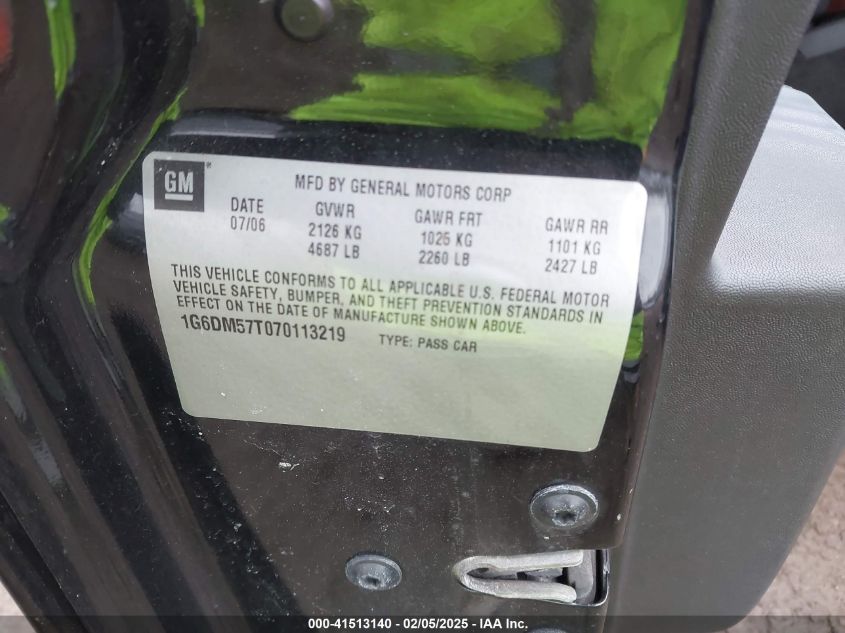 GM
MFD BY GENERAL MOTORS CORP
DATE GVWR GAWR FRT GAWR RR
07/06 2126 KG 1025 KG 1101 KG
4687 LB 2260 LB 2427 LB
THIS VEHICLE CONFORMS TO ALL APPLICABLE U.S. FEDERAL MOTOR
VEHICLE SAFETY, BUMPER, AND THEFT PREVENTION STANDARDS IN
EFFECT ON THE DATE OF MANUFACTURE SHOWN ABOVE.
1G6DM57T070113219 TYPE: PASS CAR
000-41513140 - 02/05/2025 - IAA Inc.